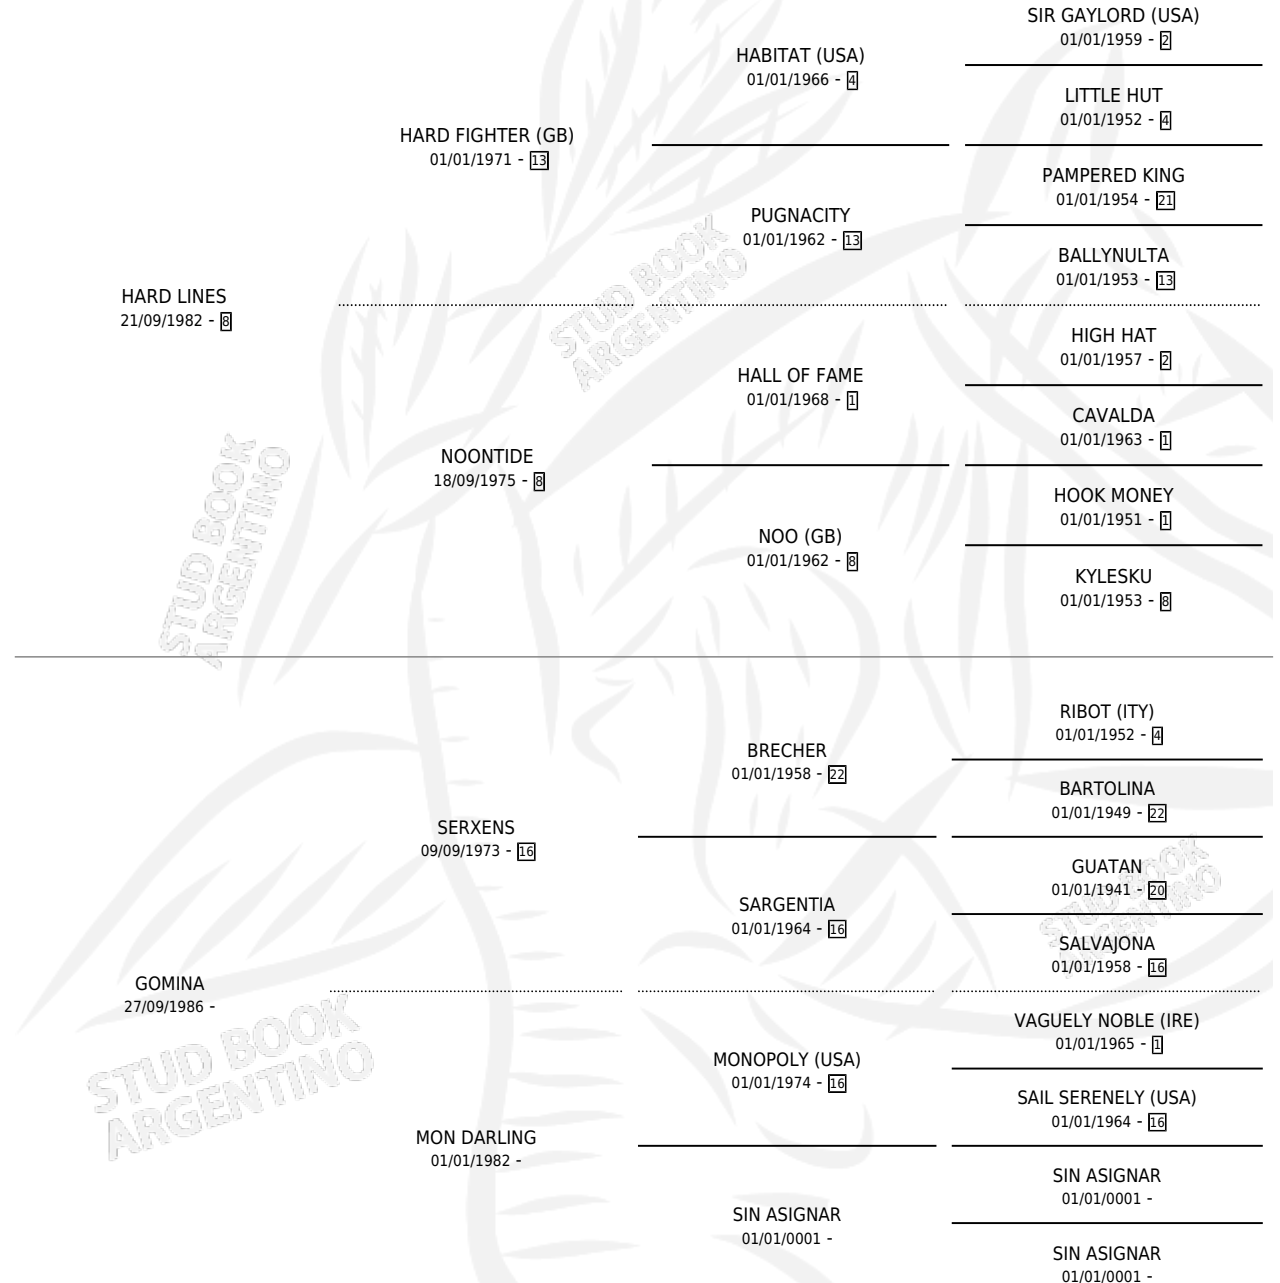 SIR GAYLORD (USA)
01/01/1959 - 2
HABITAT (USA)
01/01/1966 - 4
LITTLE HUT
01/01/1952 - 4
HARD FIGHTER (GB)
01/01/1971 - 13
PAMPERED KING
01/01/1954 - 21
PUGNACITY
01/01/1962 - 13
BALLYNULTA
01/01/1953 - 13
HARD LINES
21/09/1982 - 8
HIGH HAT
01/01/1957 - 2
HALL OF FAME
01/01/1968 - 1
CAVALDA
01/01/1963 - 1
NOONTIDE
18/09/1975 - 8
HOOK MONEY
01/01/1951 - 1
NOO (GB)
01/01/1962 - 8
KYLESKU
01/01/1953 - 8
STUD BOOK
ARGENTINO
STUD BOOK
ARGENTINO
RIBOT (ITY)
01/01/1952 - 4
BRECHER
01/01/1958 - 22
BARTOLINA
01/01/1949 - 22
SERXENS
09/09/1973 - 16
GUATAN
01/01/1941 - 20
SARGENTIA
01/01/1964 - 16
SALVAJONA
01/01/1958 - 16
GOMINA
27/09/1986 -
VAGUELY NOBLE (IRE)
01/01/1965 - 1
MONOPOLY (USA)
01/01/1974 - 16
SAIL SERENELY (USA)
01/01/1964 - 16
MON DARLING
01/01/1982 -
SIN ASIGNAR
01/01/0001 -
SIN ASIGNAR
01/01/0001 -
SIN ASIGNAR
01/01/0001 -
STUD BOOK
ARGENTINO
STUD BOOK
ARGENTINO